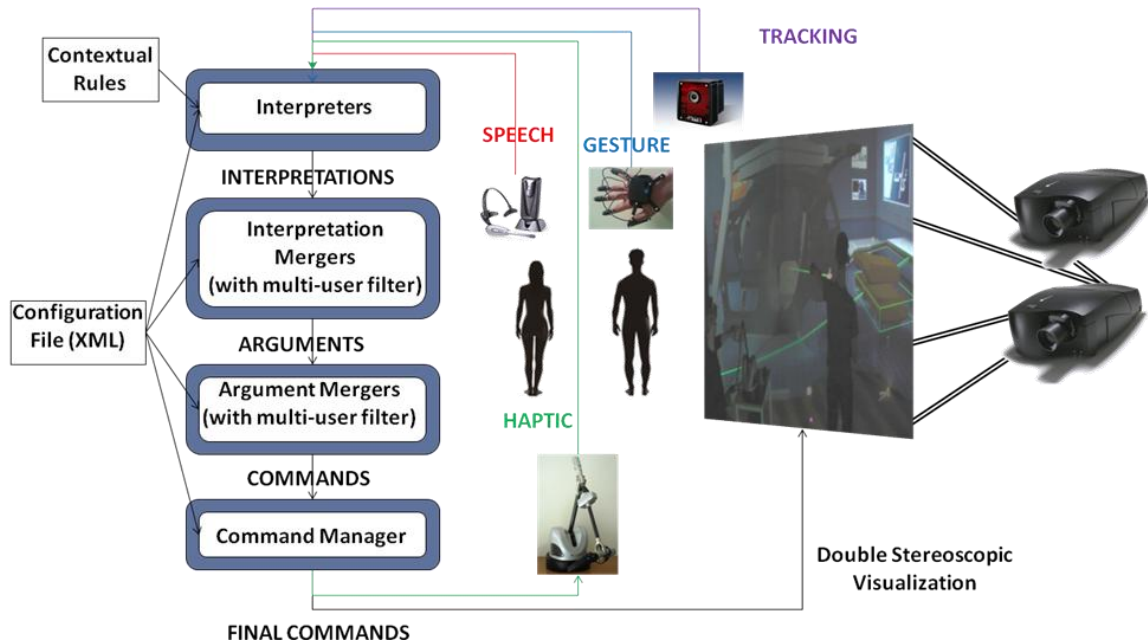 TRACKING
Contextual
Rules
Interpreters
SPEECH
GESTURE
INTERPRETATIONS
Interpretation
Mergers
(with multi-user filter)
Configuration
File (XML)
ARGUMENTS
Argument Mergers
(with multi-user filter)
HAPTIC
COMMANDS
Command Manager
Double Stereoscopic
Visualization
FINAL COMMANDS